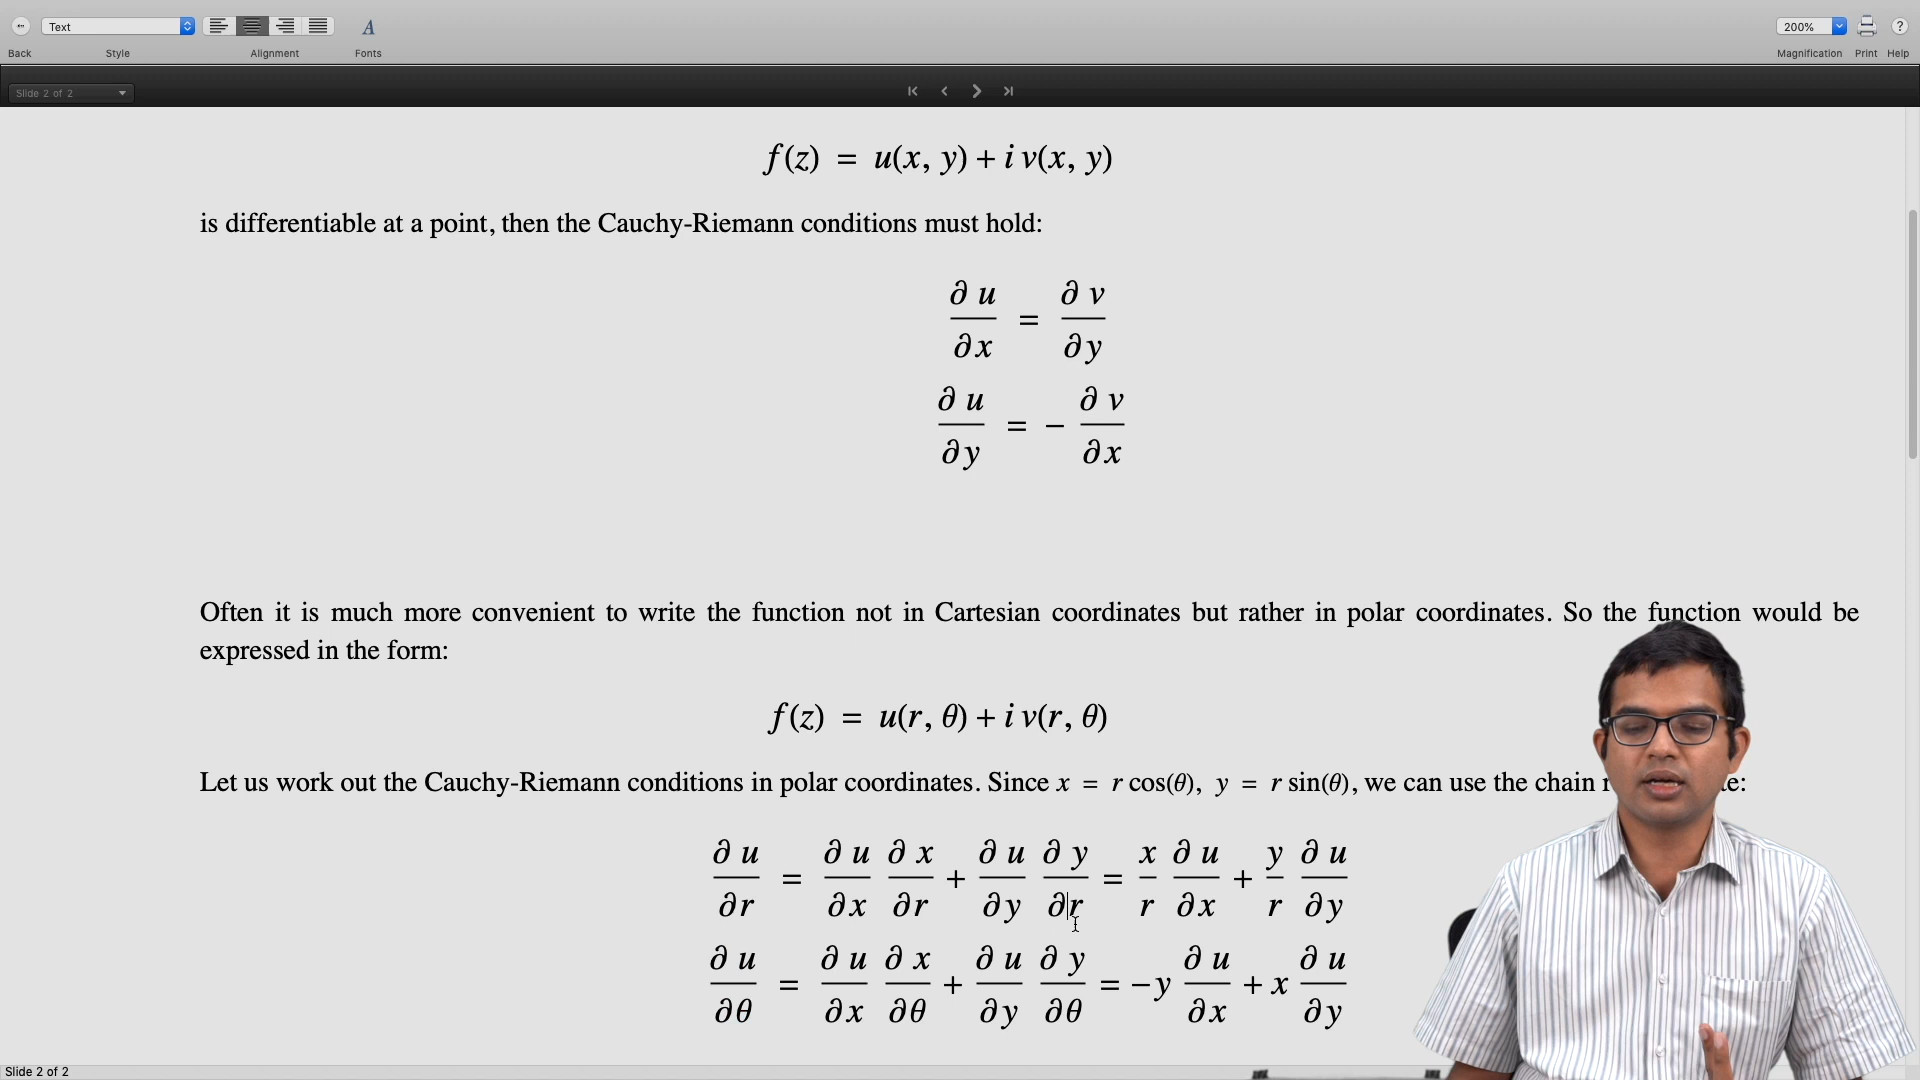 Text
200%
Back Style Alignment Fonts Magnification Print Help
Slide 2 of 2
f(z) = u(x, y) + i v(x, y)
is differentiable at a point, then the Cauchy-Riemann conditions must hold:
∂ u/∂x = ∂ v/∂y
∂ u/∂y = − ∂ v/∂x
Often it is much more convenient to write the function not in Cartesian coordinates but rather in polar coordinates. So the function would be
expressed in the form:
f(z) = u(r, θ) + i v(r, θ)
Let us work out the Cauchy-Riemann conditions in polar coordinates. Since x = r cos(θ), y = r sin(θ), we can use the chain
∂ u/∂r = ∂ u/∂x ∂ x/∂r + ∂ u/∂y ∂ y/∂r = x/r ∂ u/∂x + y/r ∂ u/∂y
∂ u/∂θ = ∂ u/∂x ∂ x/∂θ + ∂ u/∂y ∂ y/∂θ = −y ∂ u/∂x + x ∂ u/∂y
Slide 2 of 2